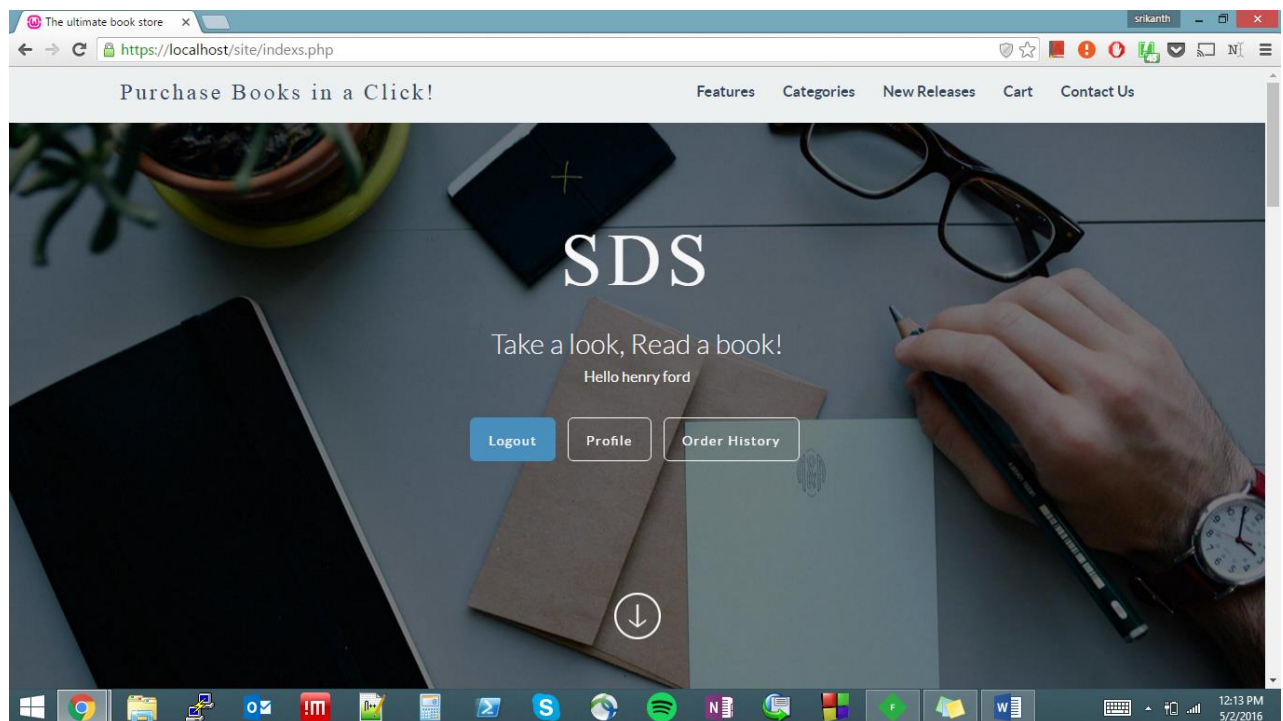 The ultimate book store
srikanth
https://localhost/site/indexs.php
Purchase Books in a Click!
Features Categories New Releases Cart Contact Us
SDS
Take a look, Read a book!
Hello henry ford
Logout Profile Order History
12:13 PM
5/2/2016